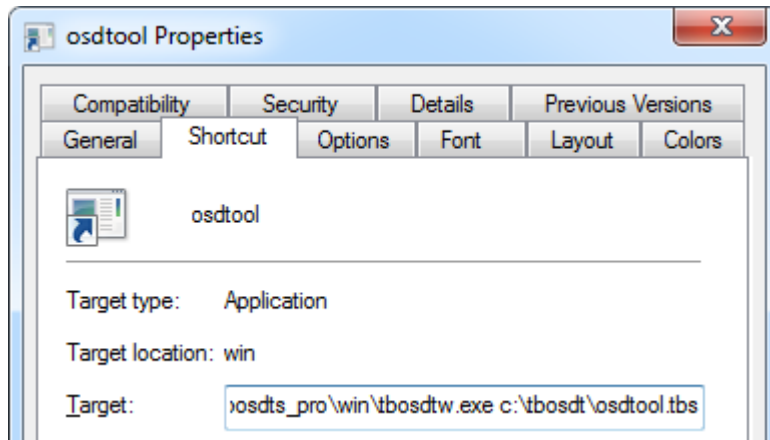 osdtool Properties
Compatibility Security Details Previous Versions
General Shortcut Options Font Layout Colors
osdtool
Target type: Application
Target location: win
Target: osdts_pro\win\tbosdtw.exe c:\tbosdt\osdtool.tbs